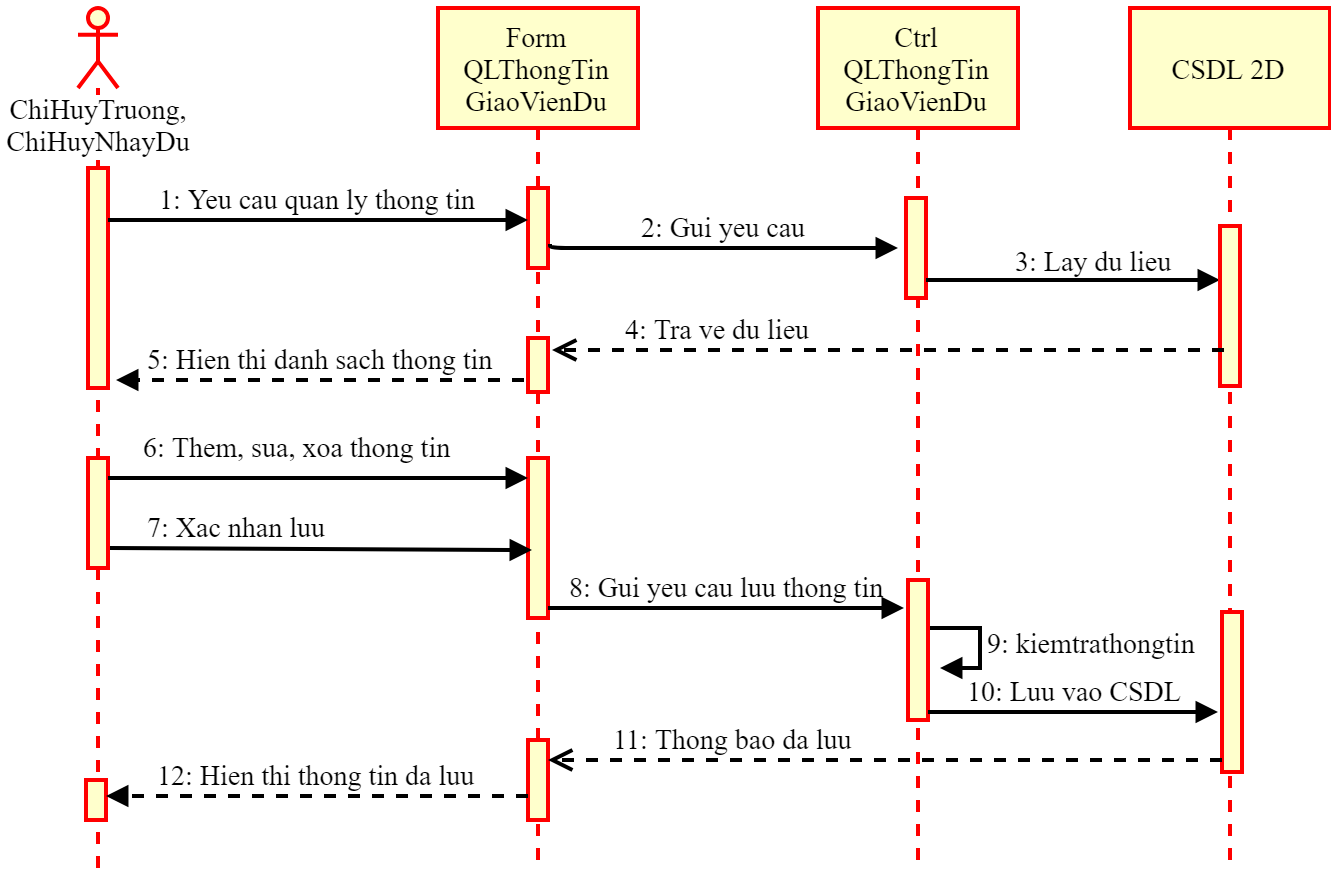 Form
QLThongTin
GiaoVienDu
Ctrl
QLThongTin
GiaoVienDu
CSDL 2D
ChiHuyTruong,
ChiHuyNhayDu
1: Yeu cau quan ly thong tin
2: Gui yeu cau
3: Lay du lieu
4: Tra ve du lieu
5: Hien thi danh sach thong tin
6: Them, sua, xoa thong tin
7: Xac nhan luu
8: Gui yeu cau luu thong tin
9: kiemtrathongtin
10: Luu vao CSDL
11: Thong bao da luu
12: Hien thi thong tin da luu